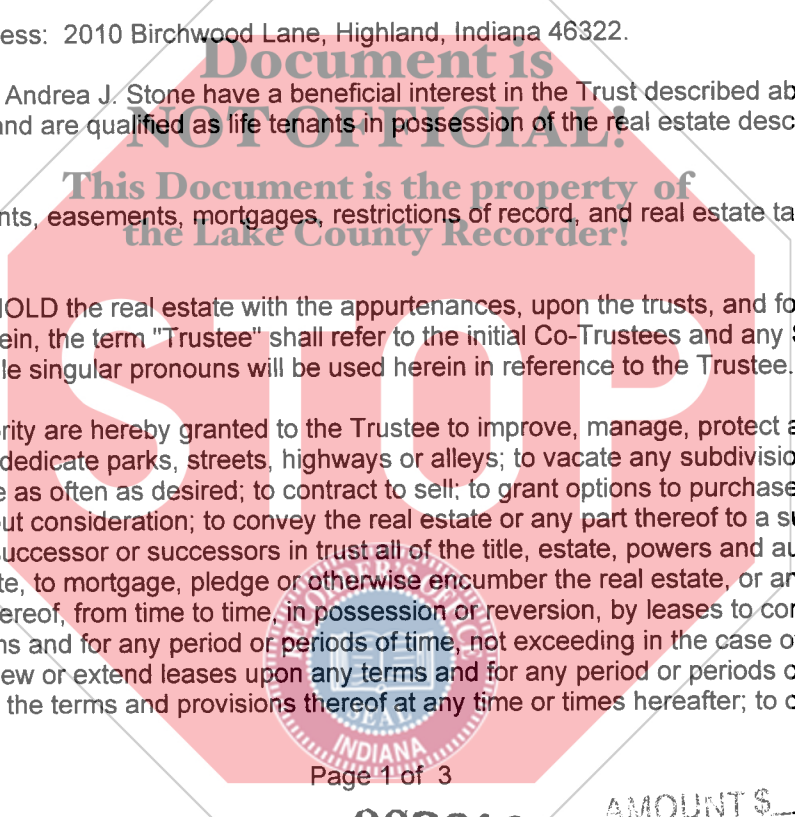 ess: 2010 Birchwood Lane, Highland, Indiana 46322.
Document is
Andrea J. Stone have a beneficial interest in the Trust described ab
NOT OFFICIAL!
and are qualified as life tenants in possession of the real estate desc
This Document is the property of
nts, easements, mortgages, restrictions of record, and real estate ta
the Lake County Recorder!
HOLD the real estate with the appurtenances, upon the trusts, and fo
ein, the term "Trustee" shall refer to the initial Co-Trustees and any S
le singular pronouns will be used herein in reference to the Trustee.
STOP
rity are hereby granted to the Trustee to improve, manage, protect a
dedicate parks, streets, highways or alleys; to vacate any subdivisio
e as often as desired; to contract to sell; to grant options to purchase
out consideration; to convey the real estate or any part thereof to a su
successor or successors in trust all of the title, estate, powers and au
te, to mortgage, pledge or otherwise encumber the real estate, or an
ereof, from time to time, in possession or reversion, by leases to con
ns and for any period or periods of time, not exceeding in the case of
ew or extend leases upon any terms and for any period or periods o
the terms and provisions thereof at any time or times hereafter; to c
SEAL
INDIANA
Page 1 of 3
AMOUNT $